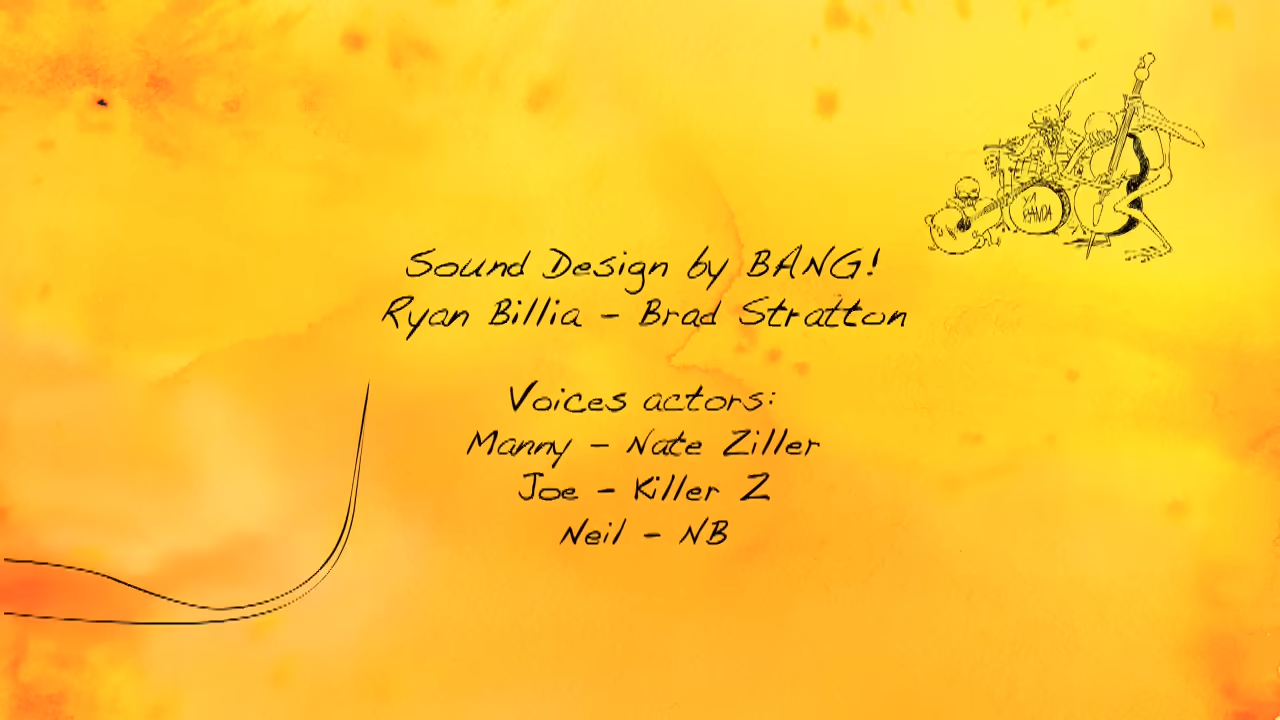 Sound Design by BANG!
Ryan Billia - Brad Stratton
Voices actors:
Manny - Nate Ziller
Joe - Killer Z
Neil - NB